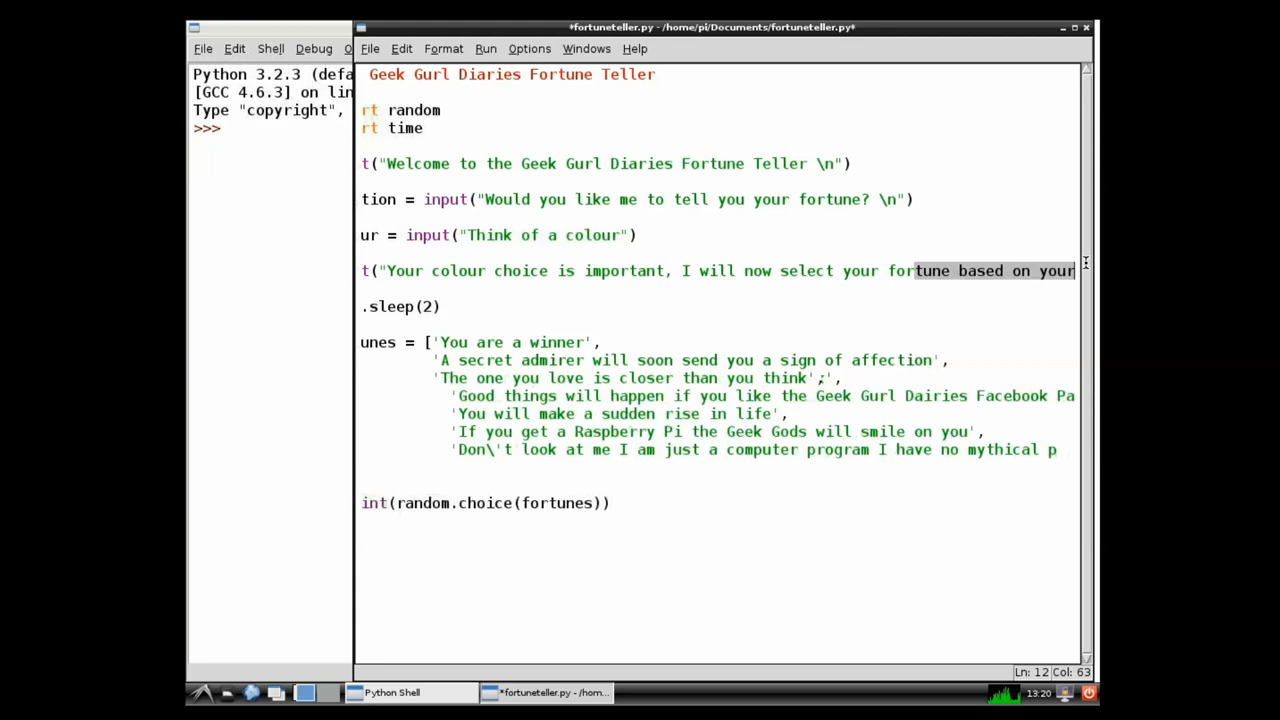 *fortuneteller.py - /home/pi/Documents/fortuneteller.py*
File Edit Shell Debug O
File Edit Format Run Options Windows Help
Python 3.2.3 (defa
[GCC 4.6.3] on lin
Type "copyright",
>>>
Geek Gurl Diaries Fortune Teller
rt random
rt time
t("Welcome to the Geek Gurl Diaries Fortune Teller \n")
tion = input("Would you like me to tell you your fortune? \n")
ur = input("Think of a colour")
t("Your colour choice is important, I will now select your fortune based on your
.sleep(2)
unes = ['You are a winner',
'A secret admirer will soon send you a sign of affection',
'The one you love is closer than you think';',
'Good things will happen if you like the Geek Gurl Dairies Facebook Pa
'You will make a sudden rise in life',
'If you get a Raspberry Pi the Geek Gods will smile on you',
'Don\'t look at me I am just a computer program I have no mythical p
int(random.choice(fortunes))
Ln: 12 Col: 63
Python Shell
*fortuneteller.py - /hom...
13:20